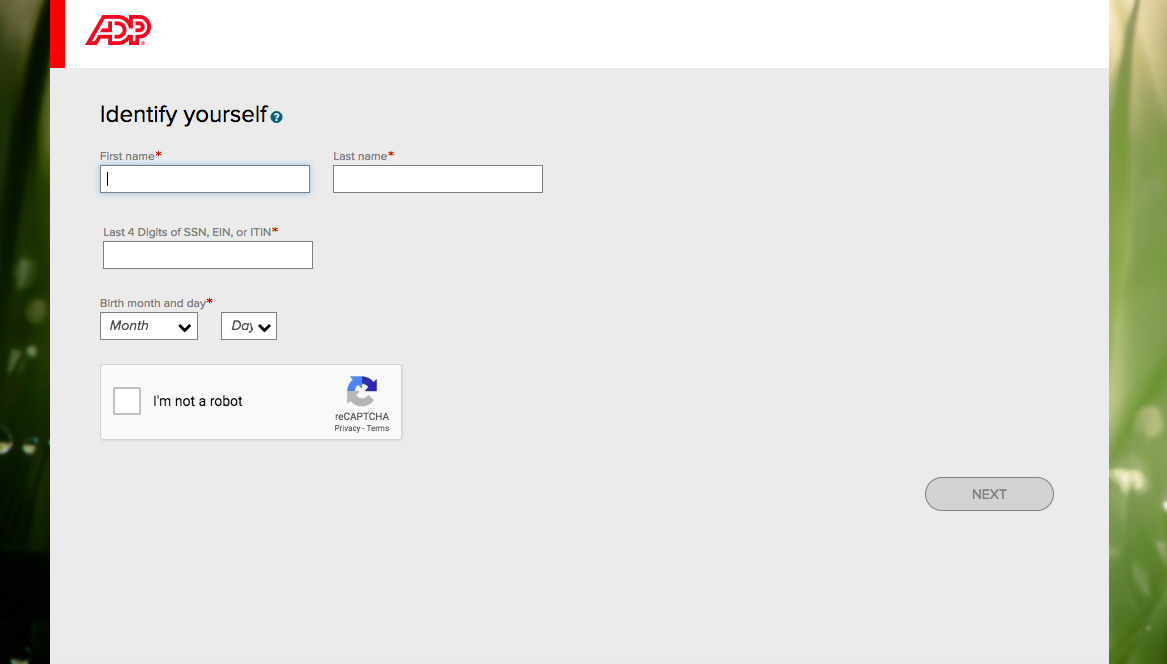 ADP
Identify yourself ?
First name* Last name*
Last 4 Digits of SSN, EIN, or ITIN*
Birth month and day*
Month Day
I'm not a robot
reCAPTCHA
Privacy - Terms
NEXT